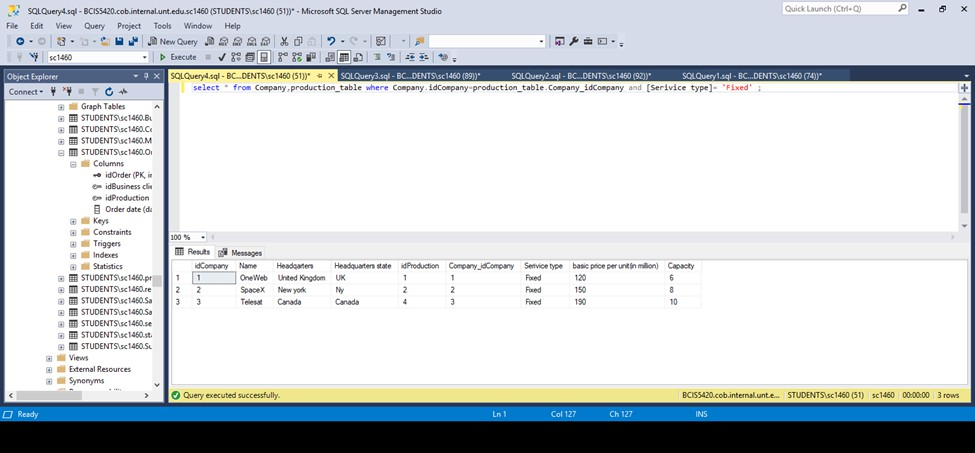 SQLQuery4.sql - BCIS5420.cob.internal.unt.edu.sc1460 (STUDENTS\sc1460 (51))* - Microsoft SQL Server Management Studio
Quick Launch (Ctrl+Q)
File Edit View Query Project Tools Window Help
New Query
sc1460 Execute
Object Explorer
SQLQuery4.sql - BC...DENTS\sc1460 (51))* SQLQuery3.sql - BC...DENTS\sc1460 (89))* SQLQuery2.sql - BC...DENTS\sc1460 (92))* SQLQuery1.sql - BC...DENTS\sc1460 (74))*
Connect
select * from Company,production_table where Company.idCompany=production_table.Company_idCompany and [Serivice type]= 'Fixed' ;
Graph Tables
STUDENTS\sc1460.Bu
STUDENTS\sc1460.Co
STUDENTS\sc1460.M
STUDENTS\sc1460.Or
Columns
idOrder (PK, in
idBusiness clie
idProduction
Order date (da
Keys
Constraints
Triggers
Indexes
Statistics
STUDENTS\sc1460.pr
STUDENTS\sc1460.re
STUDENTS\sc1460.Sa
STUDENTS\sc1460.Sa
STUDENTS\sc1460.se
STUDENTS\sc1460.sta
STUDENTS\sc1460.Su
Views
External Resources
Synonyms
100 %
Results Messages
idCompany Name Headqarters Headquarters state idProduction Company_idCompany Serivice type basic price per unit(in million) Capacity
1 1 OneWeb United Kingdom UK 1 1 Fixed 120 6
2 2 SpaceX New york Ny 2 2 Fixed 150 8
3 3 Telesat Canada Canada 4 3 Fixed 190 10
Query executed successfully. BCIS5420.cob.internal.unt.e... STUDENTS\sc1460 (51) sc1460 00:00:00 3 rows
Ready Ln 1 Col 127 Ch 127 INS